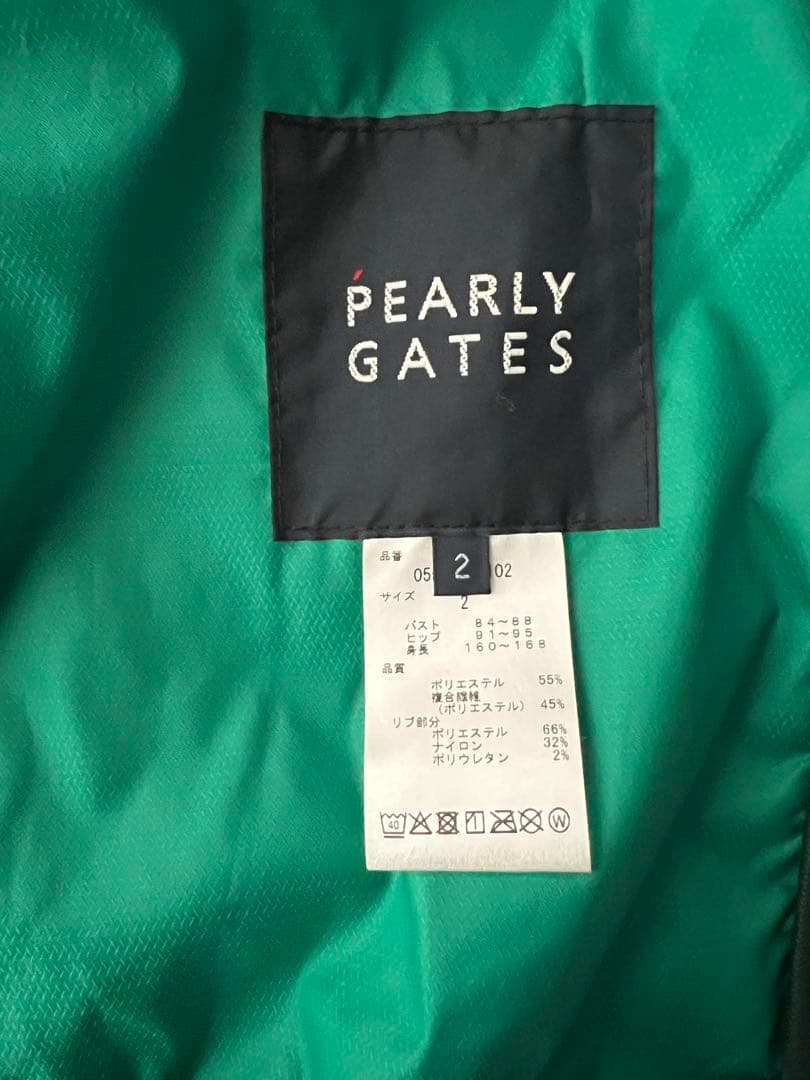 PEARLY
GATES
2
品番
05 02
サイズ
2
バスト 84〜88
ヒップ 91〜95
身長 160〜168
品質
ポリエステル 55%
複合繊維
(ポリエステル) 45%
リブ部分
ポリエステル 66%
ナイロン 32%
ポリウレタン 2%
40
W